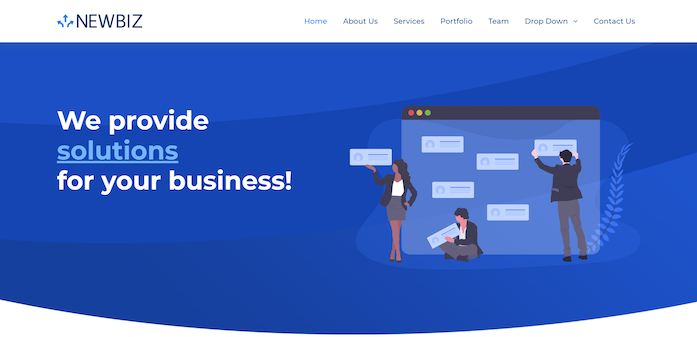 NEWBIZ
Home About Us Services Portfolio Team Drop Down Contact Us
We provide
solutions
for your business!